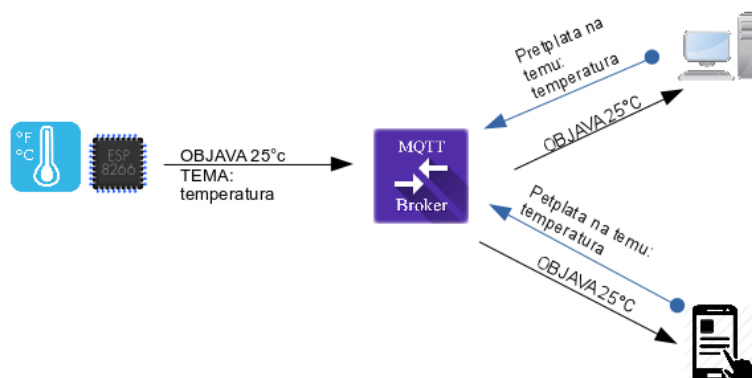 °F
°C
ESP
8266
OBJAVA 25°c
TEMA:
temperatura
MQTT
Broker
Pretplata na
temu:
temperatura
OBJAVA 25°C
Petplata na temu:
temperatura
OBJAVA 25°C